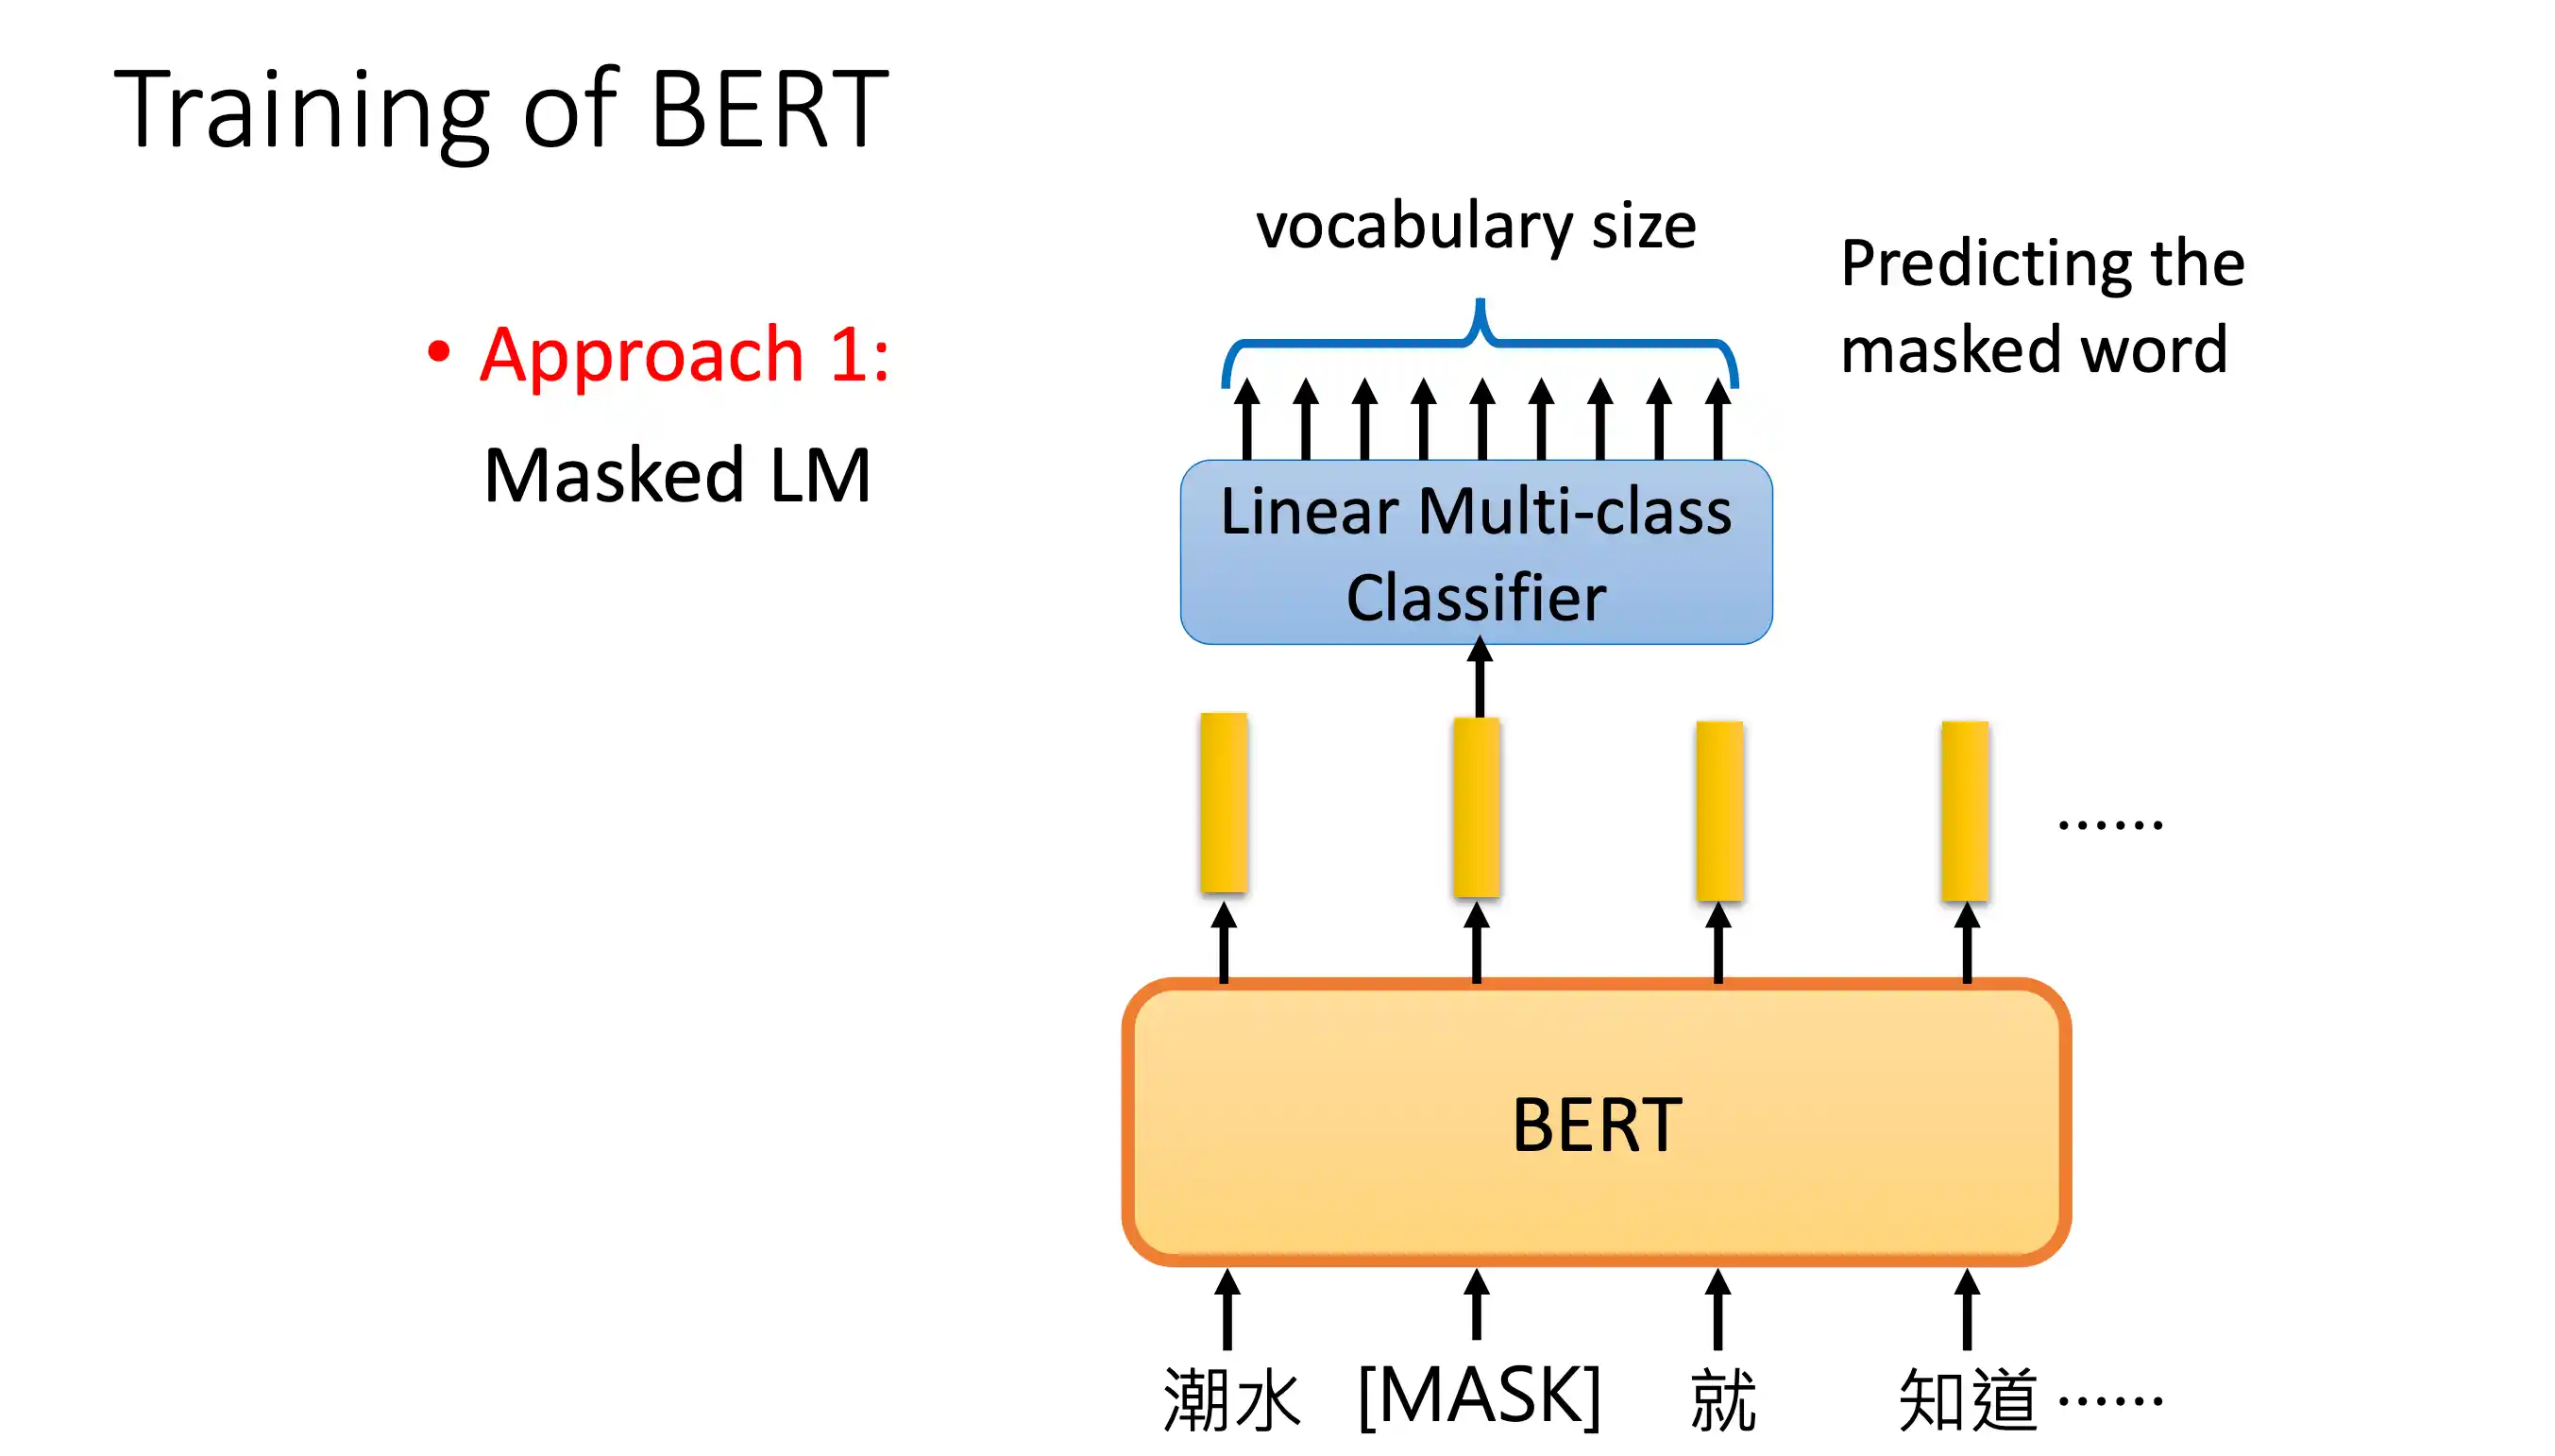 Training of BERT
• Approach 1:
Masked LM
vocabulary size
Predicting the
masked word
Linear Multi-class
Classifier
……
BERT
潮水 [MASK] 就 知道 ……